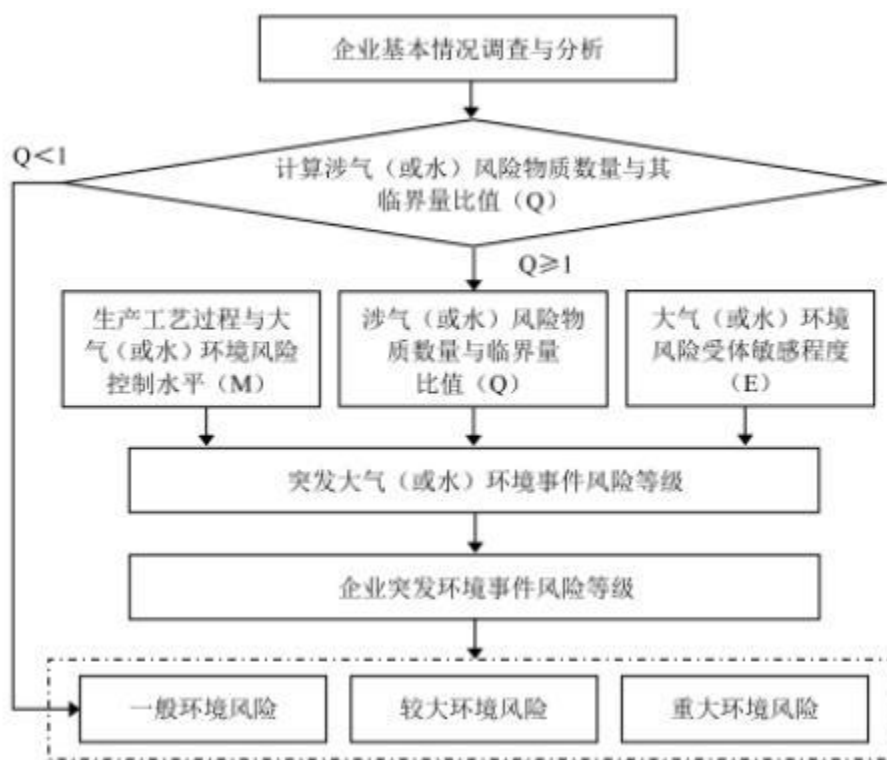 企业基本情况调查与分析
Q＜1
计算涉气（或水）风险物质数量与其
临界量比值（Q）
Q≥1
生产工艺过程与大
气（或水）环境风险
控制水平（M）
涉气（或水）风险物
质数量与临界量
比值（Q）
大气（或水）环境
风险受体敏感程度
（E）
突发大气（或水）环境事件风险等级
企业突发环境事件风险等级
一般环境风险
较大环境风险
重大环境风险